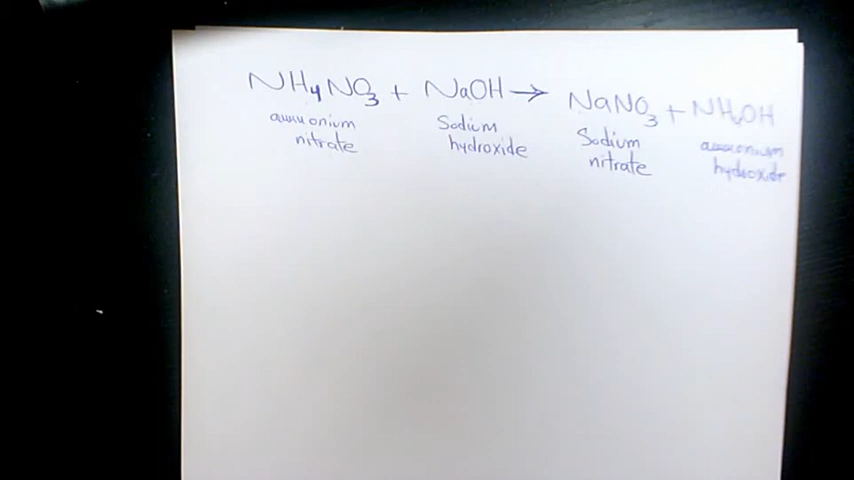 NH₄NO₃ + NaOH → NaNO₃ + NH₄OH
ammonium nitrate
Sodium hydroxide
Sodium nitrate
ammonium hydroxide